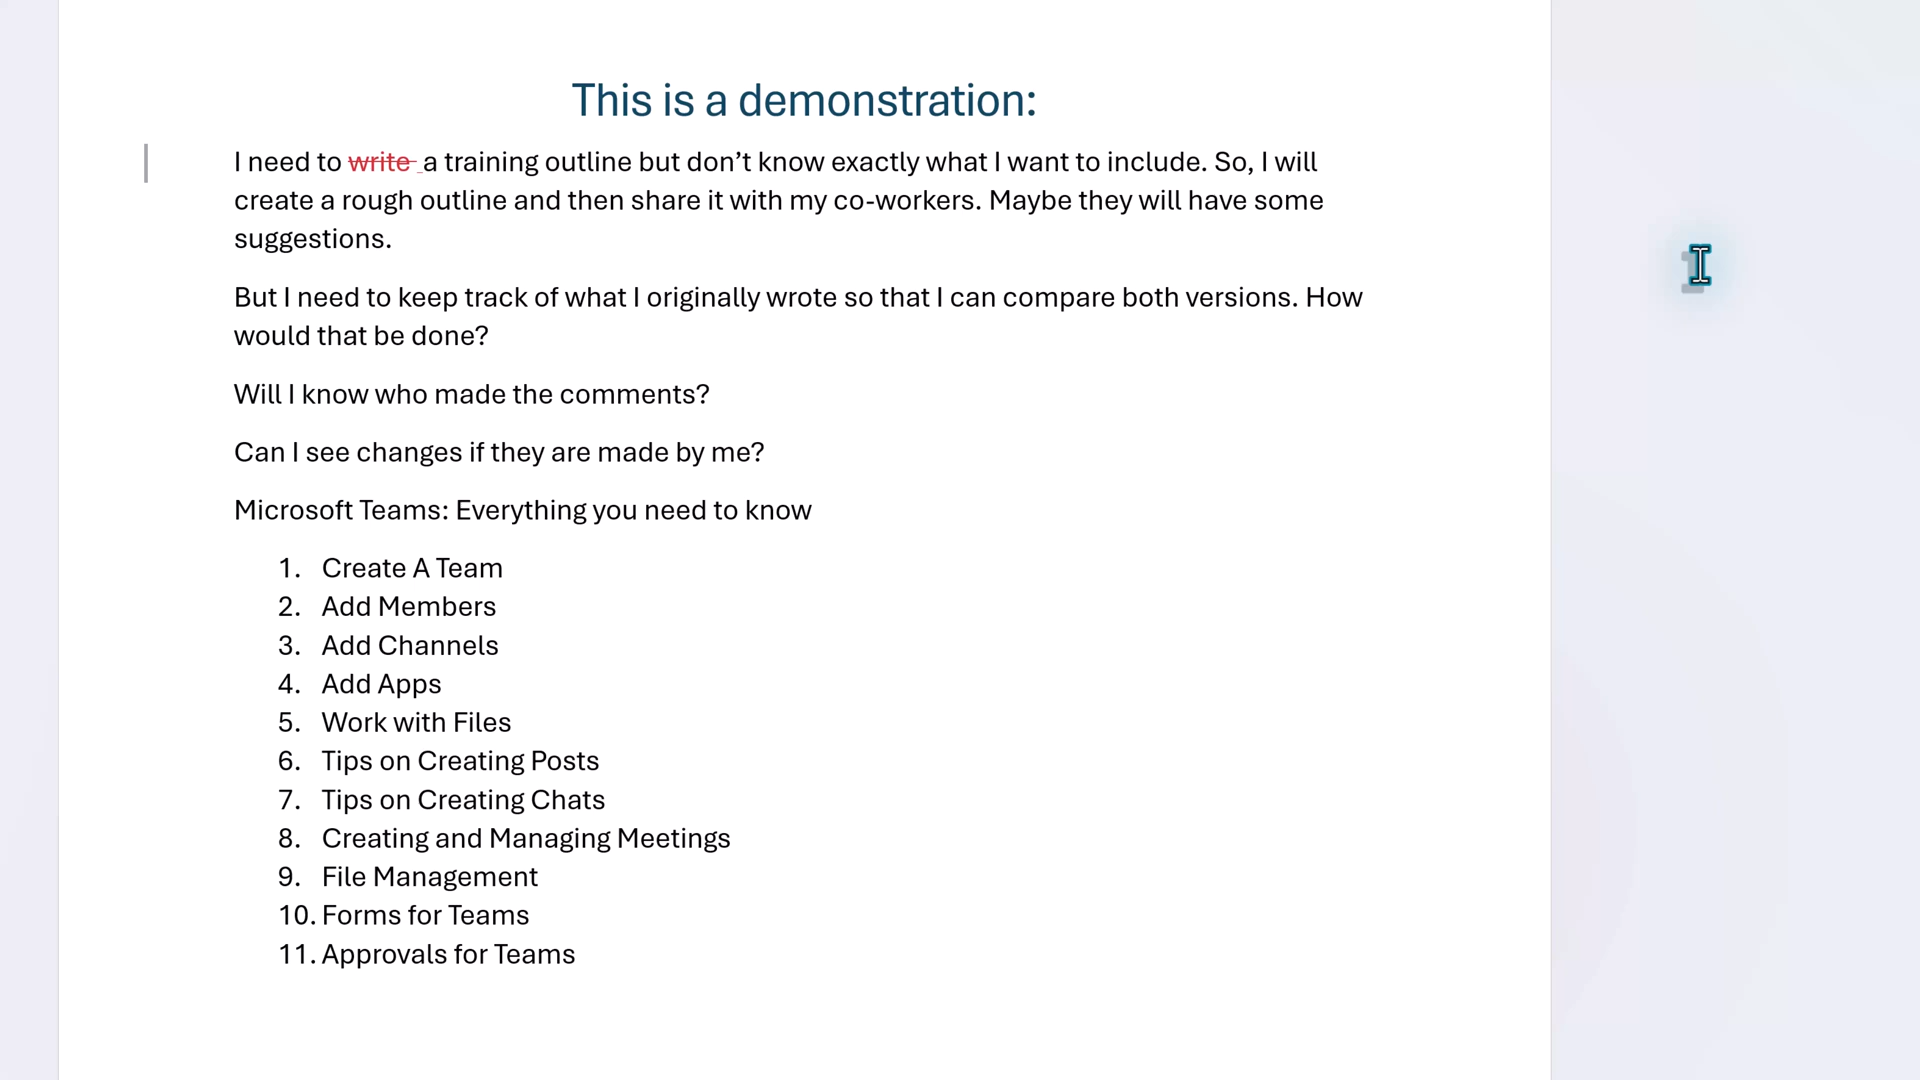 This is a demonstration:
I need to write a training outline but don’t know exactly what I want to include. So, I will
create a rough outline and then share it with my co-workers. Maybe they will have some
suggestions.
But I need to keep track of what I originally wrote so that I can compare both versions. How
would that be done?
Will I know who made the comments?
Can I see changes if they are made by me?
Microsoft Teams: Everything you need to know
1. Create A Team
2. Add Members
3. Add Channels
4. Add Apps
5. Work with Files
6. Tips on Creating Posts
7. Tips on Creating Chats
8. Creating and Managing Meetings
9. File Management
10. Forms for Teams
11. Approvals for Teams